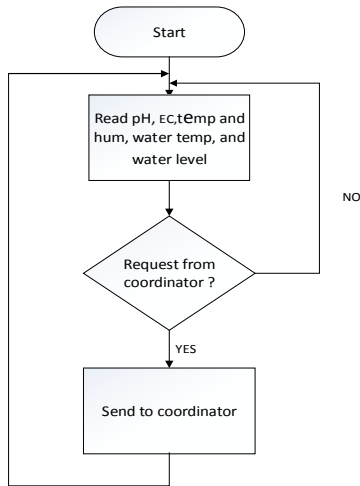 Start
Read pH, EC,temp and
hum, water temp, and
water level
NO
Request from
coordinator ?
YES
Send to coordinator